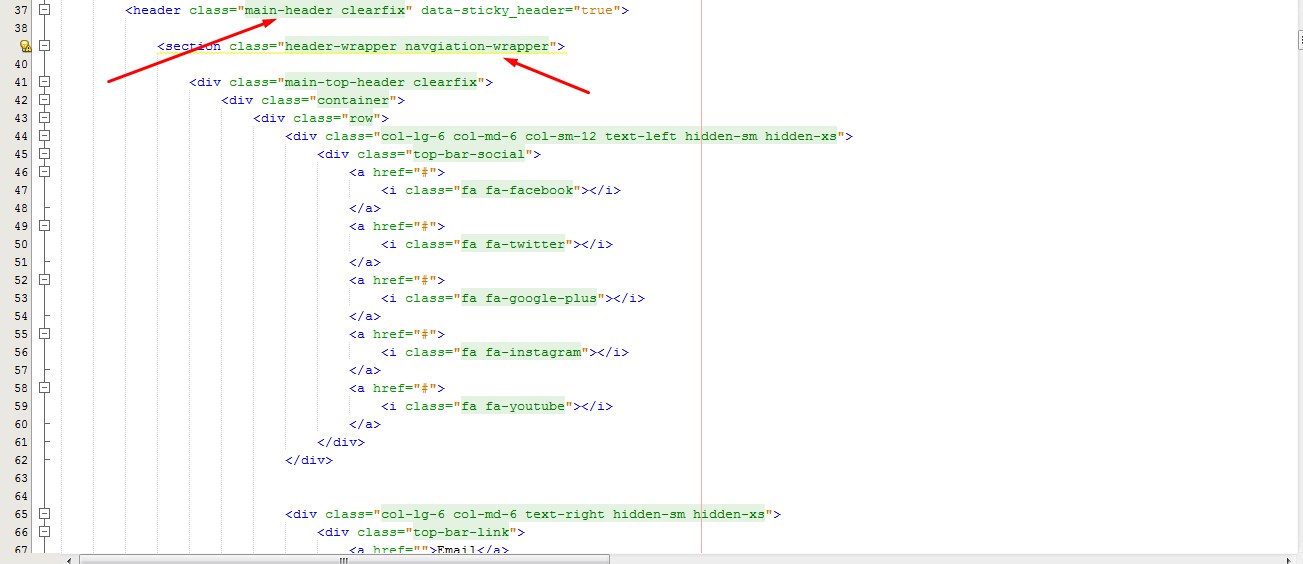 37 <header class="main-header clearfix" data-sticky_header="true">
38
<section class="header-wrapper navgiation-wrapper">
40
41 <div class="main-top-header clearfix">
42 <div class="container">
43 <div class="row">
44 <div class="col-lg-6 col-md-6 col-sm-12 text-left hidden-sm hidden-xs">
45 <div class="top-bar-social">
46 <a href="#">
47 <i class="fa fa-facebook"></i>
48 </a>
49 <a href="#">
50 <i class="fa fa-twitter"></i>
51 </a>
52 <a href="#">
53 <i class="fa fa-google-plus"></i>
54 </a>
55 <a href="#">
56 <i class="fa fa-instagram"></i>
57 </a>
58 <a href="#">
59 <i class="fa fa-youtube"></i>
60 </a>
61 </div>
62 </div>
63
64
65 <div class="col-lg-6 col-md-6 text-right hidden-sm hidden-xs">
66 <div class="top-bar-link">
67 <a href="">Email</a>